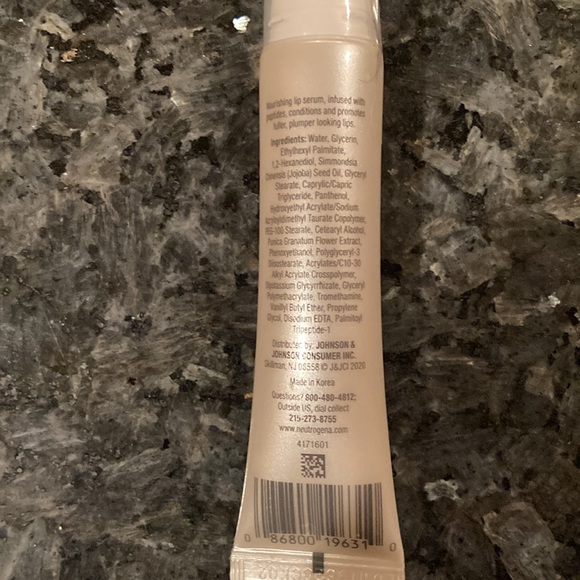 Nourishing lip serum, infused with
peptides, conditions and promotes
fuller, plumper looking lips.
Ingredients: Water, Glycerin,
Ethylhexyl Palmitate,
1,2-Hexanediol, Simmondsia
Chinensis (Jojoba) Seed Oil, Glyceryl
Stearate, Caprylic/Capric
Triglyceride, Panthenol,
Hydroxyethyl Acrylate/Sodium
Acryloyldimethyl Taurate Copolymer,
PEG-100 Stearate, Cetearyl Alcohol,
Punica Granatum Flower Extract,
Phenoxyethanol, Polyglyceryl-3
Diisostearate, Acrylates/C10-30
Alkyl Acrylate Crosspolymer,
Dipotassium Glycyrrhizate, Glyceryl
Polymethacrylate, Tromethamine,
Vanillyl Butyl Ether, Propylene
Glycol, Disodium EDTA, Palmitoyl
Tripeptide-1
Distributed by: JOHNSON &
JOHNSON CONSUMER INC.
Skillman, NJ 08558 © J&JCI 2020
Made in Korea
Questions? 800-480-4812;
Outside US, dial collect
215-273-8755
www.neutrogena.com
4171601
0 86800 19631 0